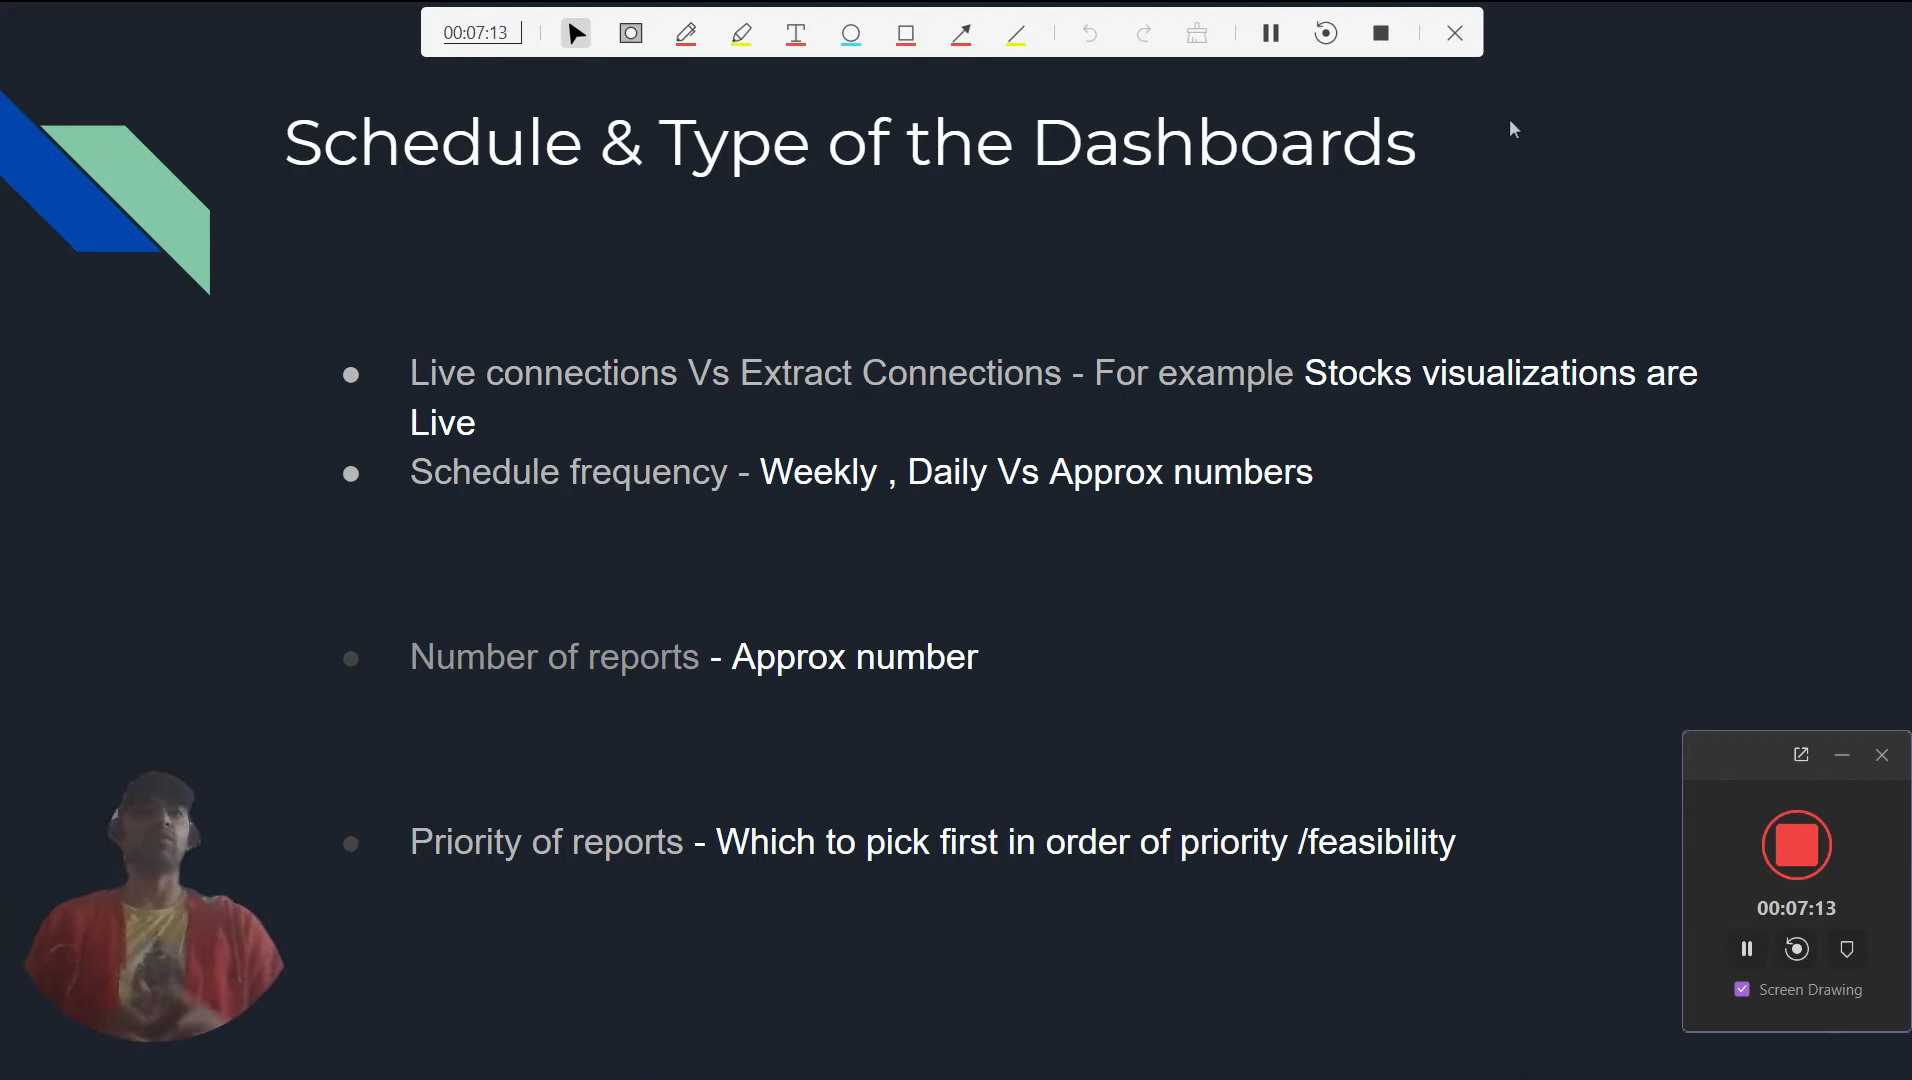 00:07:13
Schedule & Type of the Dashboards
Live connections Vs Extract Connections - For example Stocks visualizations are
Live
Schedule frequency - Weekly , Daily Vs Approx numbers
Number of reports - Approx number
Priority of reports - Which to pick first in order of priority /feasibility
00:07:13
Screen Drawing